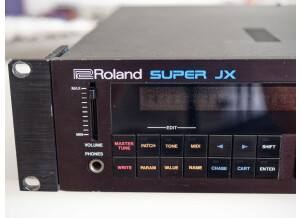 Roland SUPER JX
MAX
EDIT
MIN
VOLUME
MASTER TUNE PATCH TONE MIDI ◄ ► SHIFT
PHONES
WRITE PARAM VALUE NAME CHASE CART ENTER